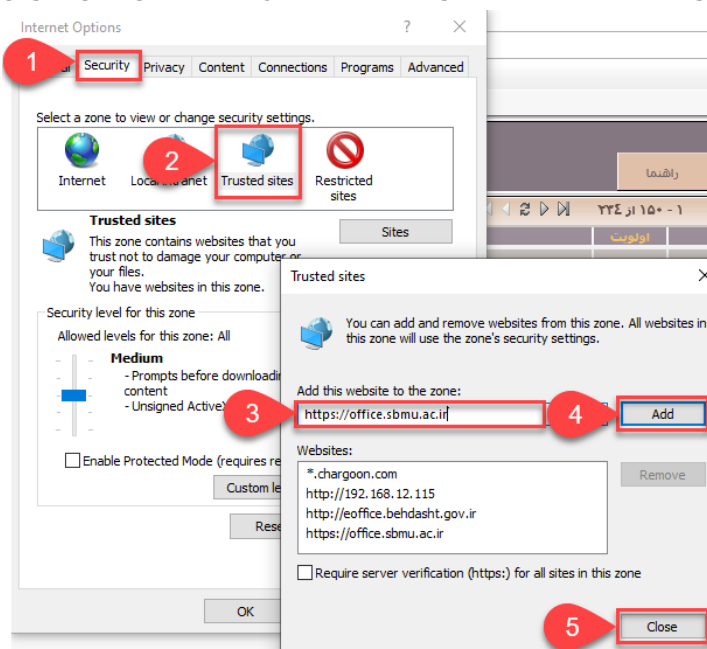 Internet Options
?
1
Security
Privacy
Content
Connections
Programs
Advanced
Select a zone to view or change security settings.
2
Internet
Trusted sites
Restricted
sites
Trusted sites
Sites
This zone contains websites that you
trust not to damage your computer or
your files.
You have websites in this zone.
Security level for this zone
Allowed levels for this zone: All
Medium
- Prompts before
content
- Unsigned
Enable Protected Mode (requires
OK
راهنما
۱ - ۱۵۰ از ۲۳٤
اولویت
Trusted sites
You can add and remove websites from this zone. All websites in
this zone will use the zone's security settings.
Add this website to the zone:
3
https://office.sbmu.ac.ir
4
Add
Websites:
*.chargoon.com
http://192.168.12.115
http://eoffice.behdasht.gov.ir
https://office.sbmu.ac.ir
Remove
Require server verification (https:) for all sites in this zone
5
Close